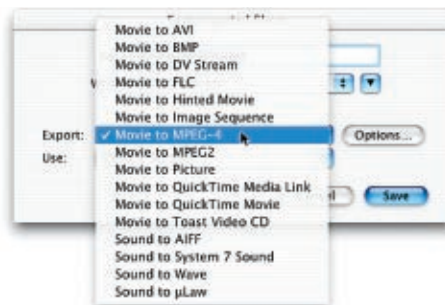 Movie to AVI
Movie to BMP
Movie to DV Stream
Movie to FLC
Movie to Hinted Movie
Movie to Image Sequence
Export: ✓ Movie to MPEG-4 Options...
Use: Movie to MPEG2
Movie to Picture
Movie to QuickTime Media Link
Movie to QuickTime Movie
Save
Movie to Toast Video CD
Sound to AIFF
Sound to System 7 Sound
Sound to Wave
Sound to µLaw